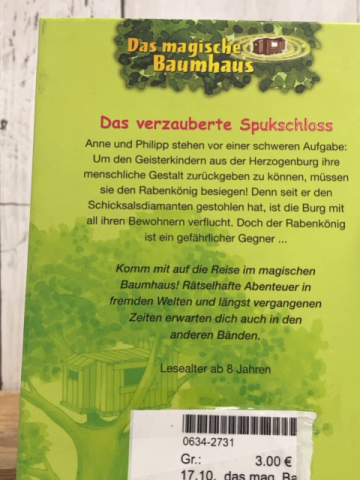 Das magische
Baumhaus
Das verzauberte Spukschloss
Anne und Philipp stehen vor einer schweren Aufgabe:
Um den Geisterkindern aus der Herzogenburg ihre
menschliche Gestalt zurückgeben zu können, müssen
sie den Rabenkönig besiegen! Denn seit er den
Schicksalsdiamanten gestohlen hat, ist die Burg mit
all ihren Bewohnern verflucht. Doch der Rabenkönig
ist ein gefährlicher Gegner ...
Komm mit auf die Reise im magischen
Baumhaus! Rätselhafte Abenteuer in
fremden Welten und längst vergangenen
Zeiten erwarten dich auch in den
anderen Bänden.
Lesealter ab 8 Jahren
0634-2731
Gr.: 3.00 €
17.10. das mag. Ba